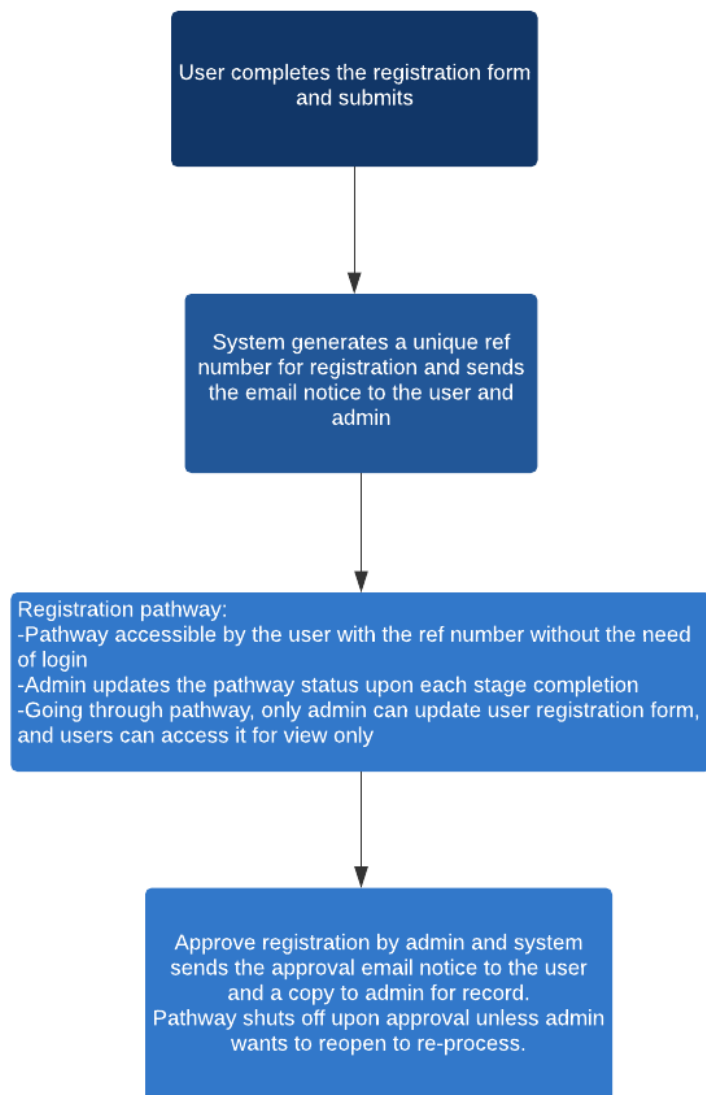 User completes the registration form
and submits
System generates a unique ref
number for registration and sends
the email notice to the user and
admin
Registration pathway:
-Pathway accessible by the user with the ref number without the need
of login
-Admin updates the pathway status upon each stage completion
-Going through pathway, only admin can update user registration form,
and users can access it for view only
Approve registration by admin and system
sends the approval email notice to the user
and a copy to admin for record.
Pathway shuts off upon approval unless admin
wants to reopen to re-process.